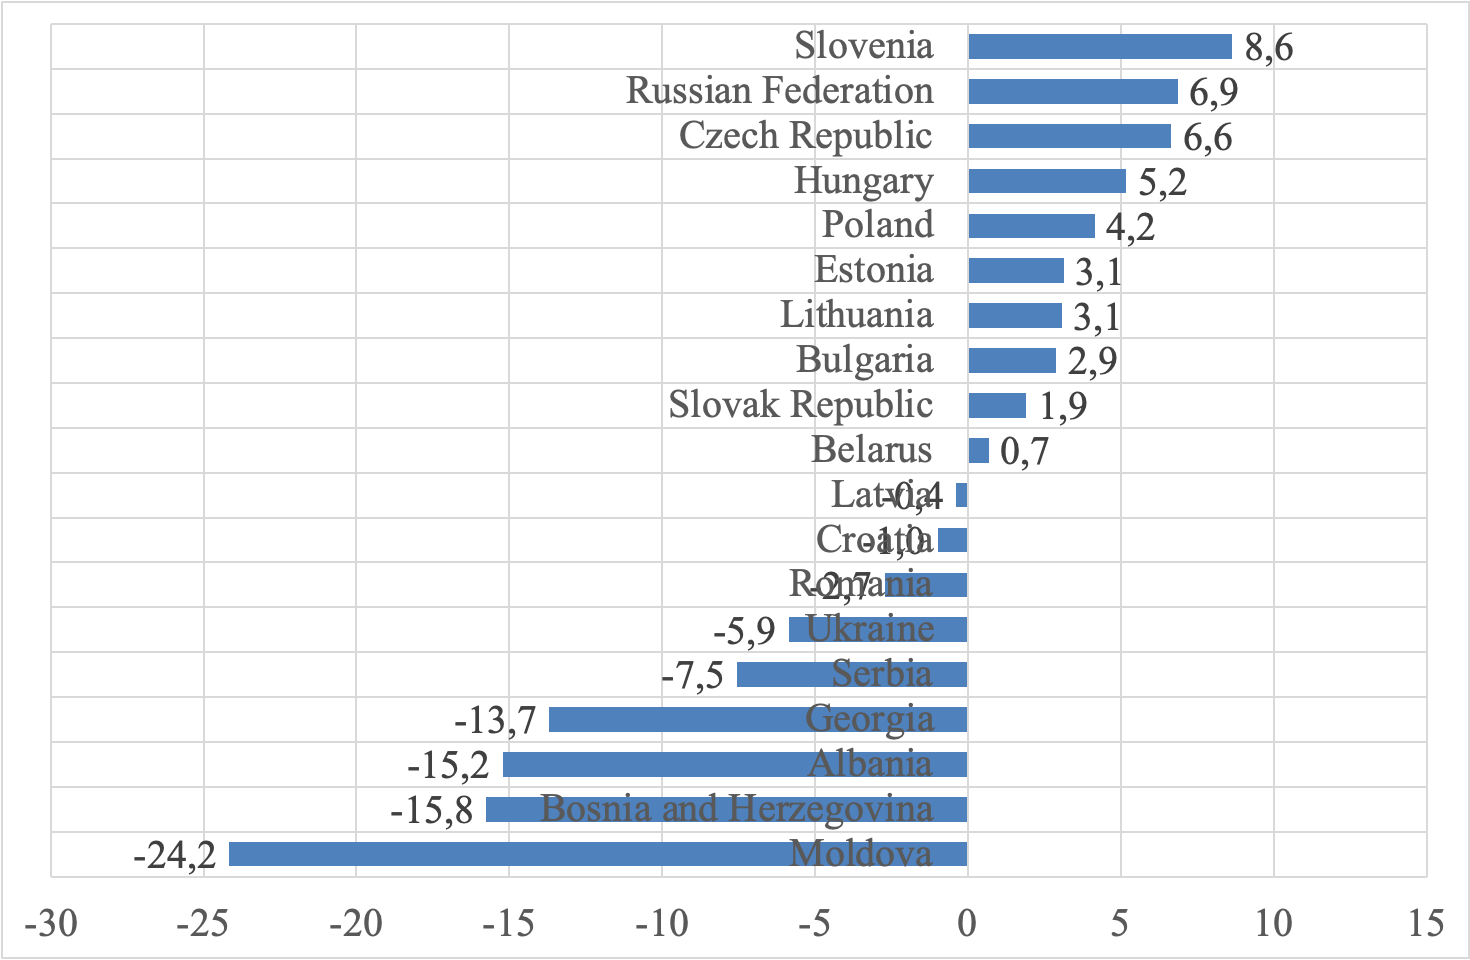 Slovenia 8,6
Russian Federation 6,9
Czech Republic 6,6
Hungary 5,2
Poland 4,2
Estonia 3,1
Lithuania 3,1
Bulgaria 2,9
Slovak Republic 1,9
Belarus 0,7
Latvia -0,4
Croatia -1,0
Romania -2,7
-5,9 Ukraine
-7,5 Serbia
-13,7 Georgia
-15,2 Albania
-15,8 Bosnia and Herzegovina
-24,2 Moldova
-30 -25 -20 -15 -10 -5 0 5 10 15